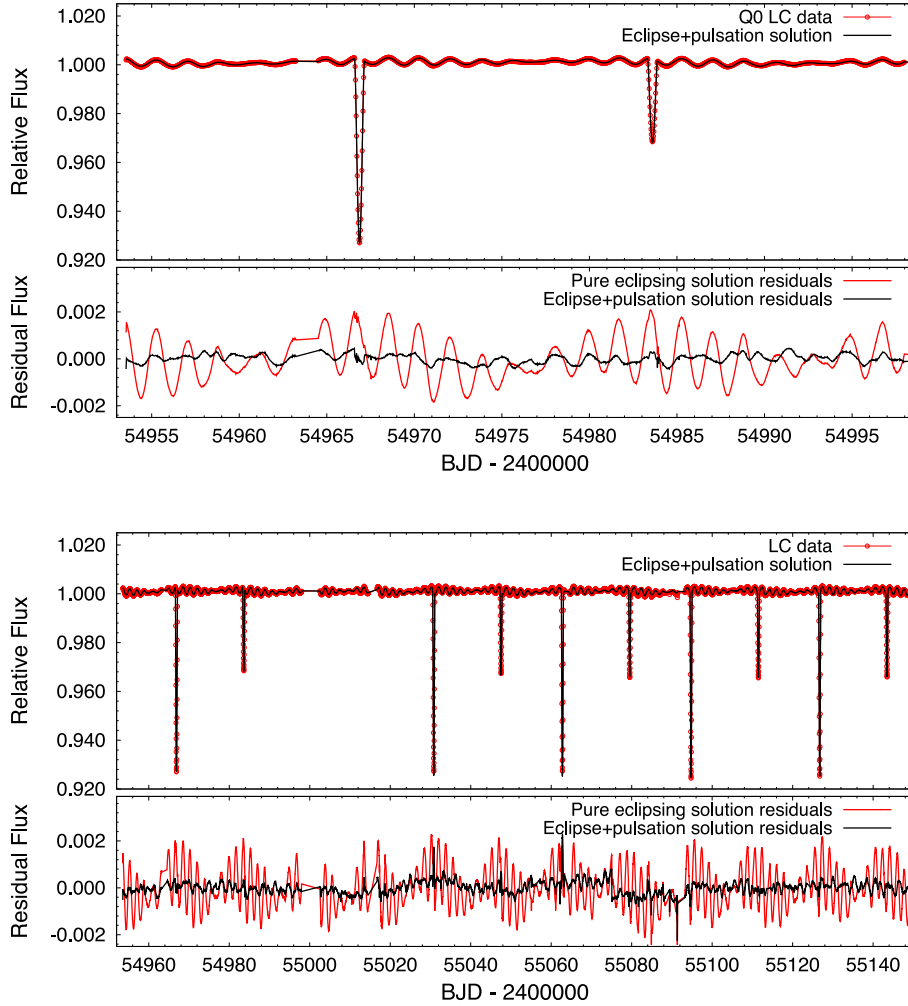 1.020
Q0 LC data
Eclipse+pulsation solution
1.000
0.980
0.960
0.940
0.920
Relative Flux
Pure eclipsing solution residuals
Eclipse+pulsation solution residuals
0.002
0.000
-0.002
Residual Flux
54955 54960 54965 54970 54975 54980 54985 54990 54995
BJD - 2400000
1.020
LC data
Eclipse+pulsation solution
1.000
0.980
0.960
0.940
0.920
Relative Flux
Pure eclipsing solution residuals
Eclipse+pulsation solution residuals
0.002
0.000
-0.002
Residual Flux
54960 54980 55000 55020 55040 55060 55080 55100 55120 55140
BJD - 2400000